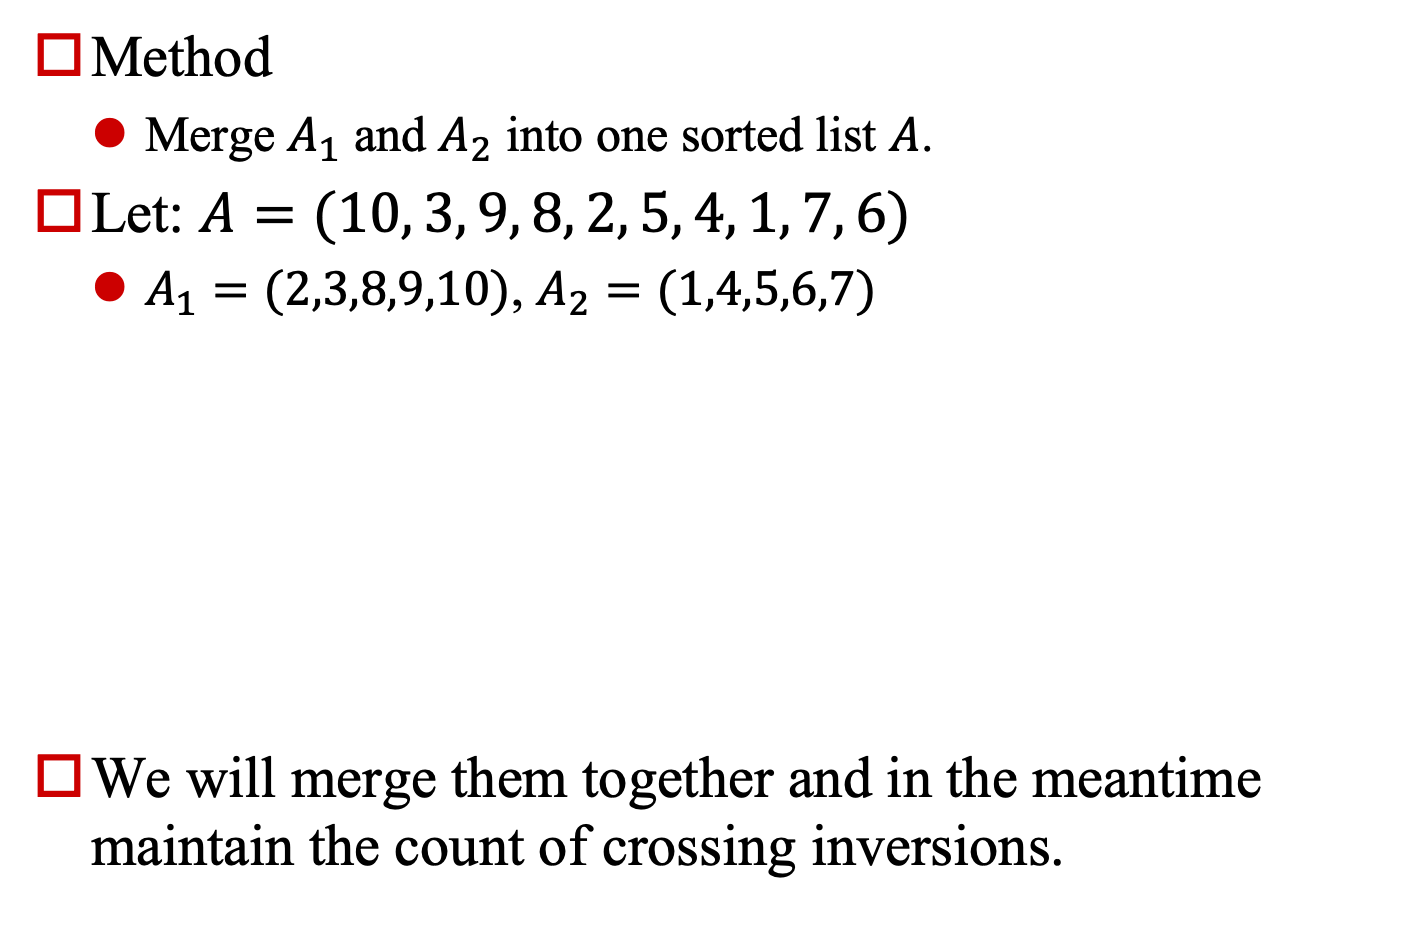 Method
Merge A₁ and A₂ into one sorted list A.
Let: A = (10, 3, 9, 8, 2, 5, 4, 1, 7, 6)
A₁ = (2,3,8,9,10), A₂ = (1,4,5,6,7)
We will merge them together and in the meantime
maintain the count of crossing inversions.